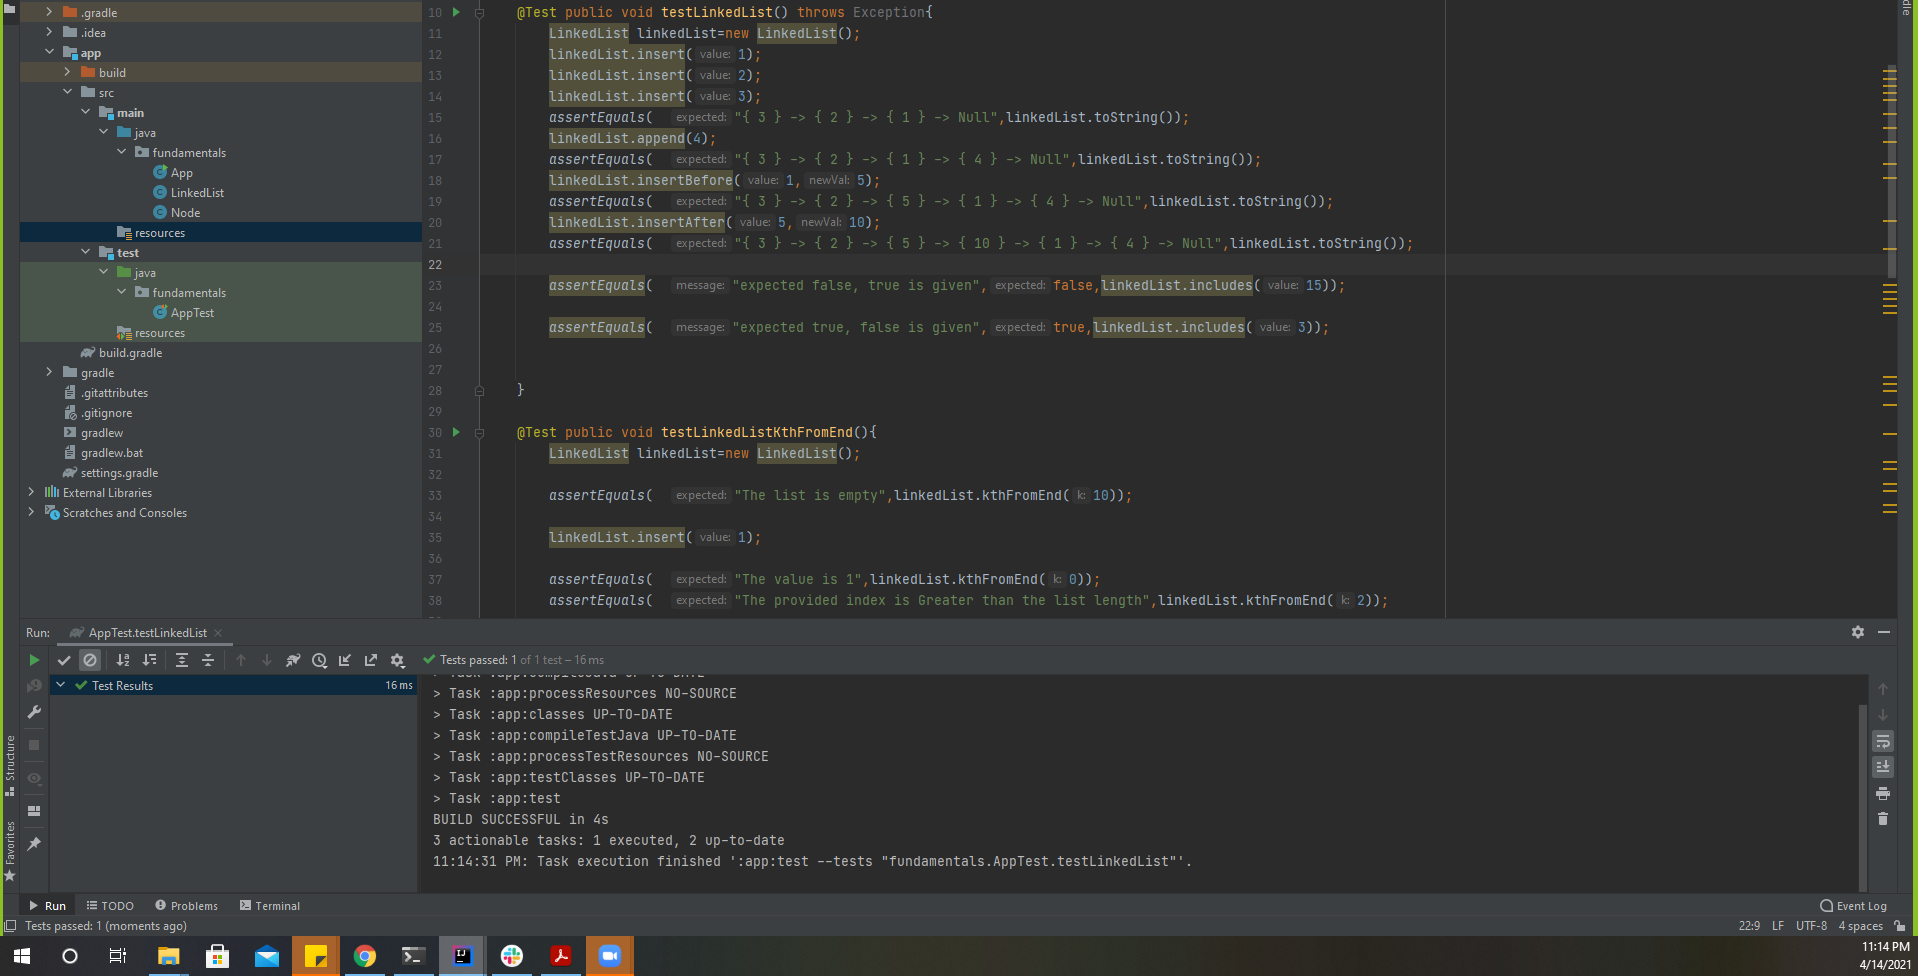 .gradle
.idea
app
build
src
main
java
fundamentals
App
LinkedList
Node
resources
test
java
fundamentals
AppTest
resources
build.gradle
gradle
.gitattributes
.gitignore
gradlew
gradlew.bat
settings.gradle
External Libraries
Scratches and Consoles
10 @Test public void testLinkedList() throws Exception{
11 LinkedList linkedList=new LinkedList();
12 linkedList.insert( value: 1);
13 linkedList.insert( value: 2);
14 linkedList.insert( value: 3);
15 assertEquals( expected: "{ 3 } -> { 2 } -> { 1 } -> Null",linkedList.toString());
16 linkedList.append(4);
17 assertEquals( expected: "{ 3 } -> { 2 } -> { 1 } -> { 4 } -> Null",linkedList.toString());
18 linkedList.insertBefore( value: 1, newVal: 5);
19 assertEquals( expected: "{ 3 } -> { 2 } -> { 5 } -> { 1 } -> { 4 } -> Null",linkedList.toString());
20 linkedList.insertAfter( value: 5, newVal: 10);
21 assertEquals( expected: "{ 3 } -> { 2 } -> { 5 } -> { 10 } -> { 1 } -> { 4 } -> Null",linkedList.toString());
22
23 assertEquals( message: "expected false, true is given", expected: false,linkedList.includes( value: 15));
24
25 assertEquals( message: "expected true, false is given", expected: true,linkedList.includes( value: 3));
26
27
28 }
29
30 @Test public void testLinkedListKthFromEnd(){
31 LinkedList linkedList=new LinkedList();
32
33 assertEquals( expected: "The list is empty",linkedList.kthFromEnd( k: 10));
34
35 linkedList.insert( value: 1);
36
37 assertEquals( expected: "The value is 1",linkedList.kthFromEnd( k: 0));
38 assertEquals( expected: "The provided index is Greater than the list length",linkedList.kthFromEnd( k: 2));
Run: AppTest.testLinkedList
Tests passed: 1 of 1 test – 16 ms
Test Results 16 ms
> Task :app:compileJava UP-TO-DATE
> Task :app:processResources NO-SOURCE
> Task :app:classes UP-TO-DATE
> Task :app:compileTestJava UP-TO-DATE
> Task :app:processTestResources NO-SOURCE
> Task :app:testClasses UP-TO-DATE
> Task :app:test
BUILD SUCCESSFUL in 4s
3 actionable tasks: 1 executed, 2 up-to-date
11:14:31 PM: Task execution finished ':app:test --tests "fundamentals.AppTest.testLinkedList"'.
Structure
Favorites
Run TODO Problems Terminal Event Log
Tests passed: 1 (moments ago) 22:9 LF UTF-8 4 spaces
IJ
11:14 PM
4/14/2021